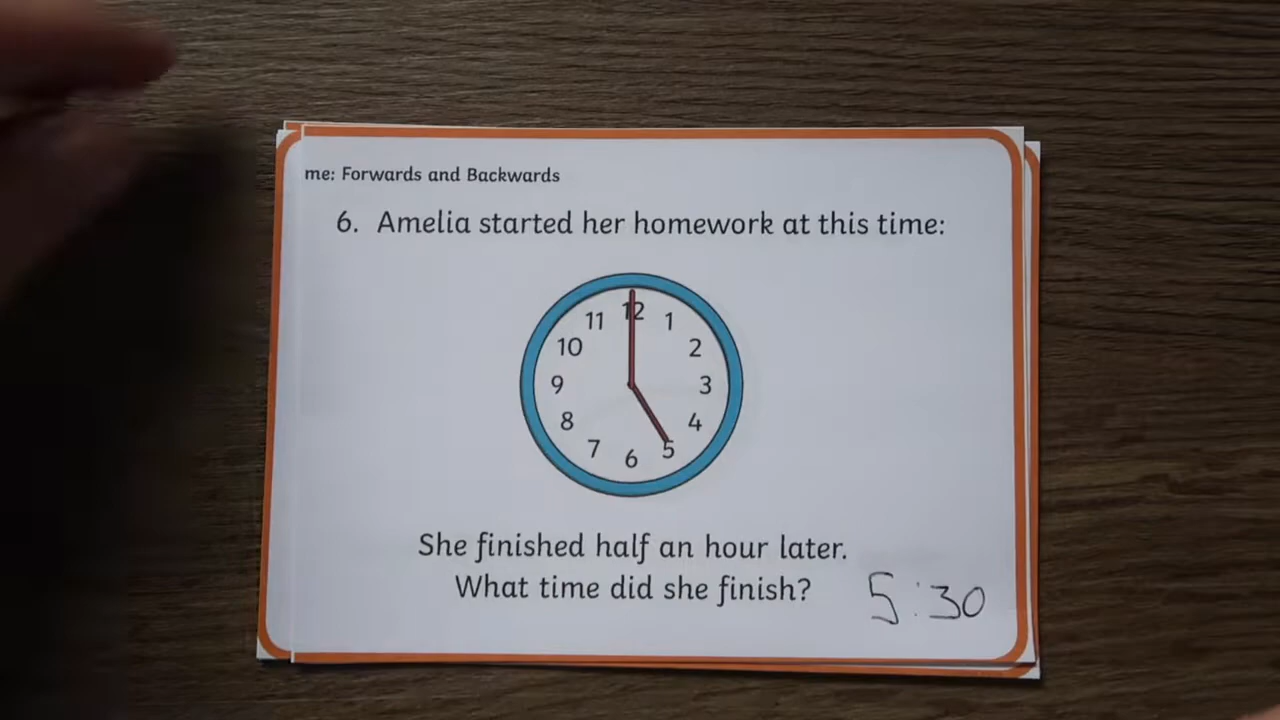 me: Forwards and Backwards
6. Amelia started her homework at this time:
12
11 1
10 2
9 3
8 4
7 5
6
She finished half an hour later.
What time did she finish? 5:30